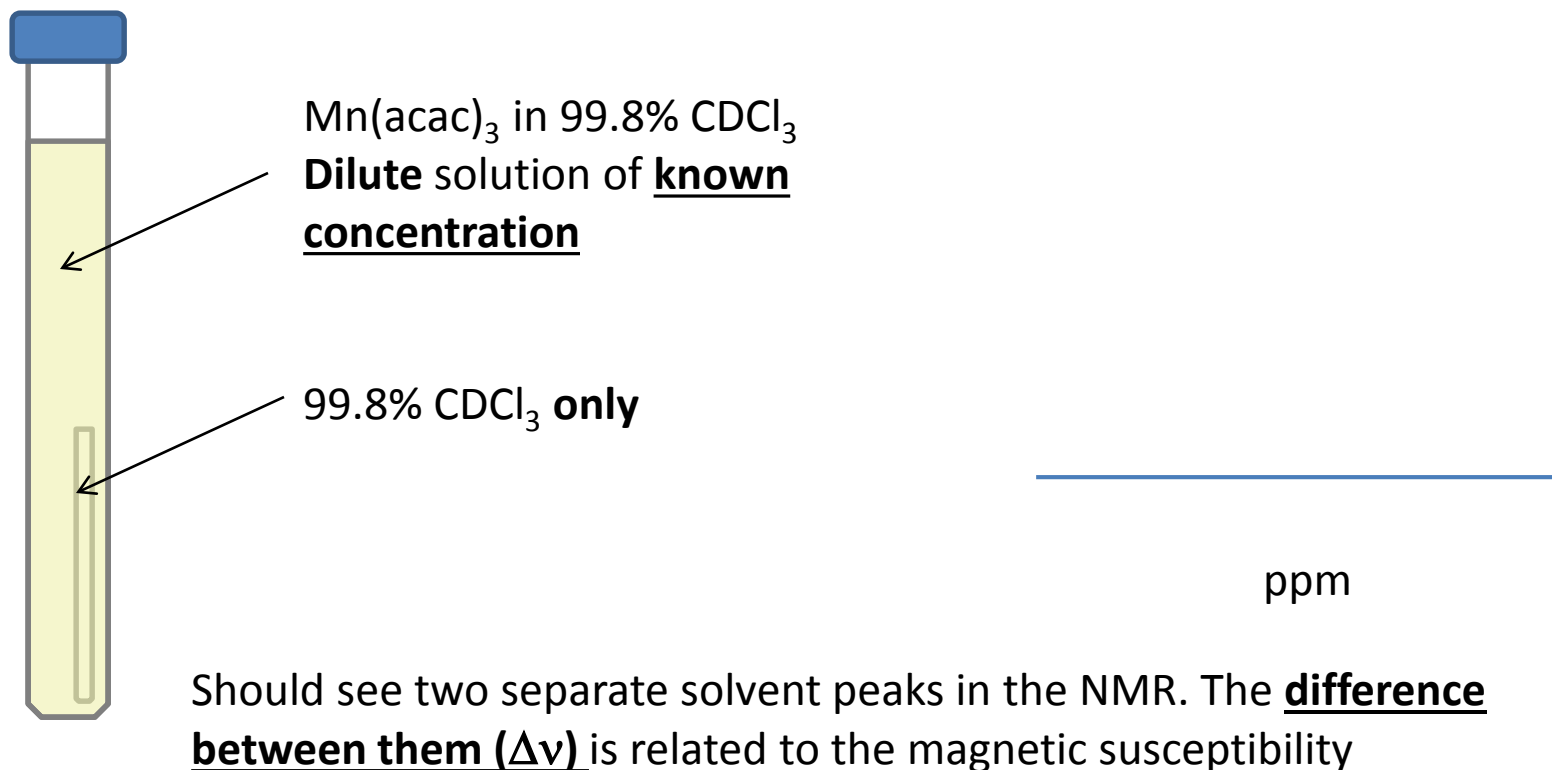 Mn(acac)₃ in 99.8% CDCl₃
Dilute solution of known
concentration
99.8% CDCl₃ only
ppm
Should see two separate solvent peaks in the NMR. The difference
between them (Δν) is related to the magnetic susceptibility